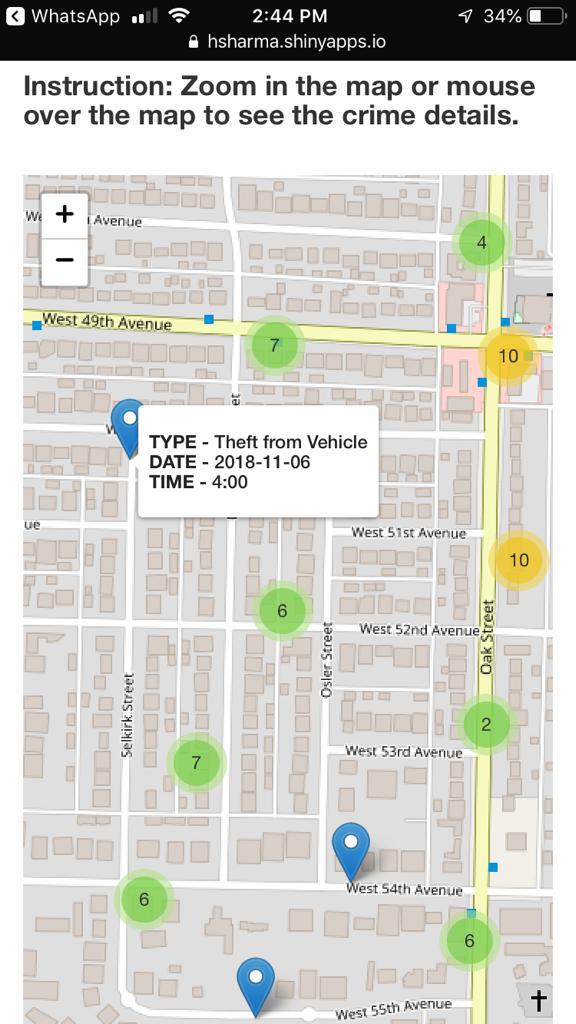 WhatsApp 2:44 PM 34%
hsharma.shinyapps.io
Instruction: Zoom in the map or mouse
over the map to see the crime details.
+
−
Avenue
4
West 49th Avenue
7
10
TYPE - Theft from Vehicle
DATE - 2018-11-06
TIME - 4:00
ue
West 51st Avenue
10
6
West 52nd Avenue
Oak Street
Osler Street
Selkirk Street
2
West 53rd Avenue
7
West 54th Avenue
6
6
West 55th Avenue